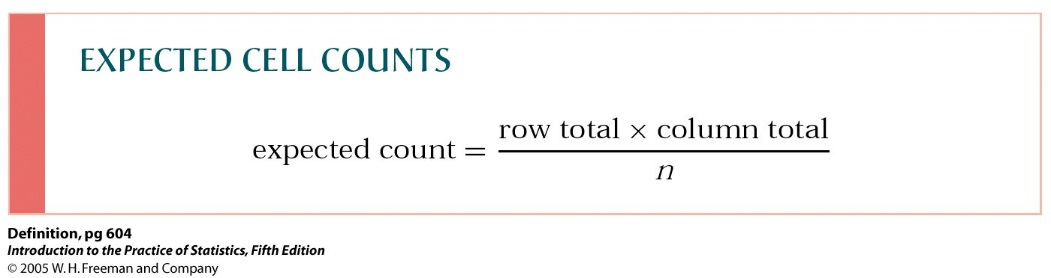 EXPECTED CELL COUNTS
expected count = row total × column total / n
Definition, pg 604
Introduction to the Practice of Statistics, Fifth Edition
© 2005 W. H. Freeman and Company